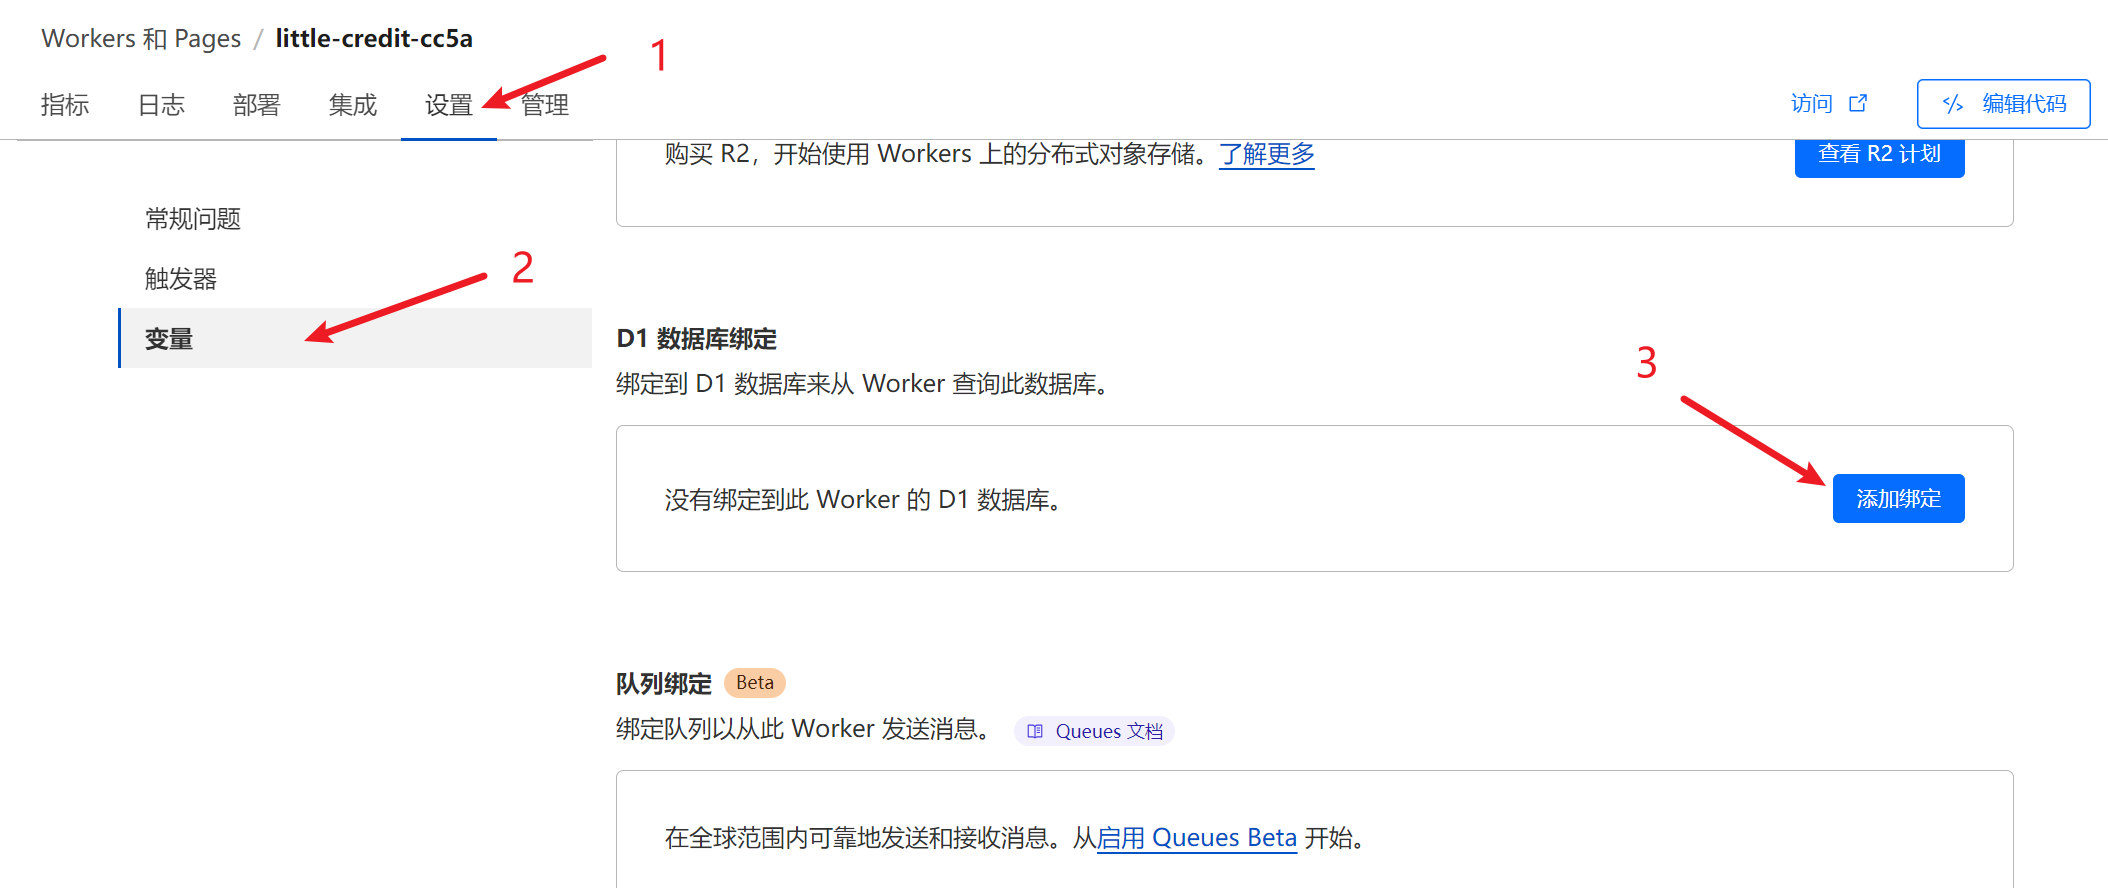 Workers 和 Pages / little-credit-cc5a
1
指标 日志 部署 集成 设置 管理
访问 编辑代码
购买 R2，开始使用 Workers 上的分布式对象存储。了解更多
查看 R2 计划
常规问题
2
触发器
变量
D1 数据库绑定
绑定到 D1 数据库来从 Worker 查询此数据库。
3
没有绑定到此 Worker 的 D1 数据库。
添加绑定
队列绑定 Beta
绑定队列以从此 Worker 发送消息。 Queues 文档
在全球范围内可靠地发送和接收消息。从启用 Queues Beta 开始。